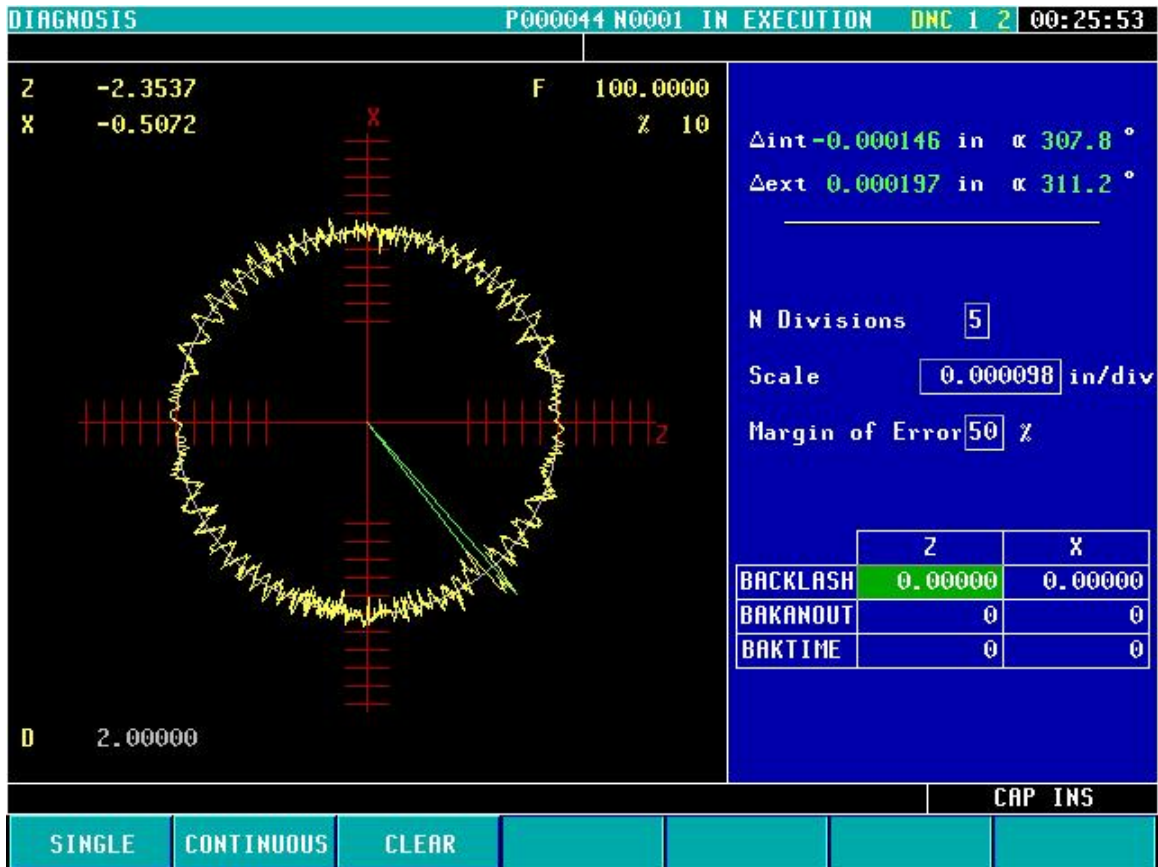 DIAGNOSIS P000044 N0001 IN EXECUTION DNC 1 2 00:25:53
Z -2.3537 F 100.0000
X -0.5072 % 10
X
Z
D 2.00000
Δint -0.000146 in α 307.8 °
Δext 0.000197 in α 311.2 °
N Divisions 5
Scale 0.000098 in/div
Margin of Error 50 %
Z X
BACKLASH 0.00000 0.00000
BAKANOUT 0 0
BAKTIME 0 0
CAP INS
SINGLE CONTINUOUS CLEAR